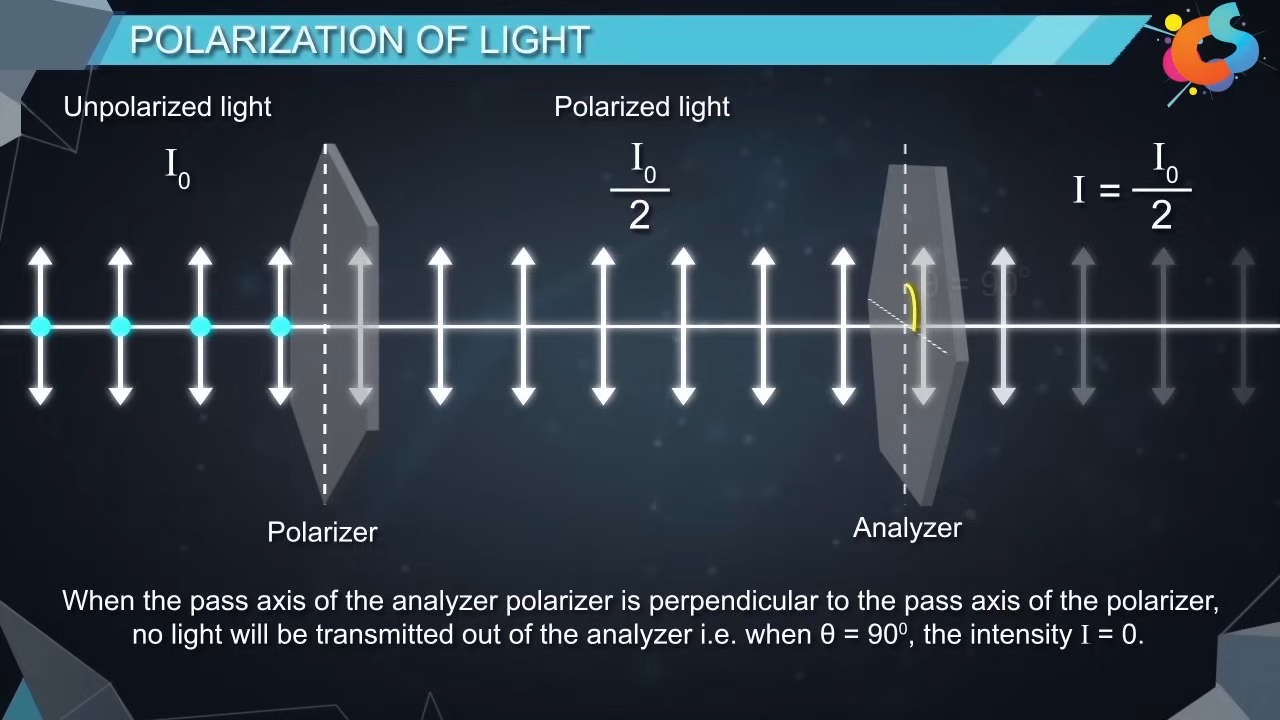 POLARIZATION OF LIGHT
Unpolarized light
Polarized light
I₀
I₀
2
I = I₀
2
θ = 90⁰
Polarizer
Analyzer
When the pass axis of the analyzer polarizer is perpendicular to the pass axis of the polarizer,
no light will be transmitted out of the analyzer i.e. when θ = 90⁰, the intensity I = 0.
CS